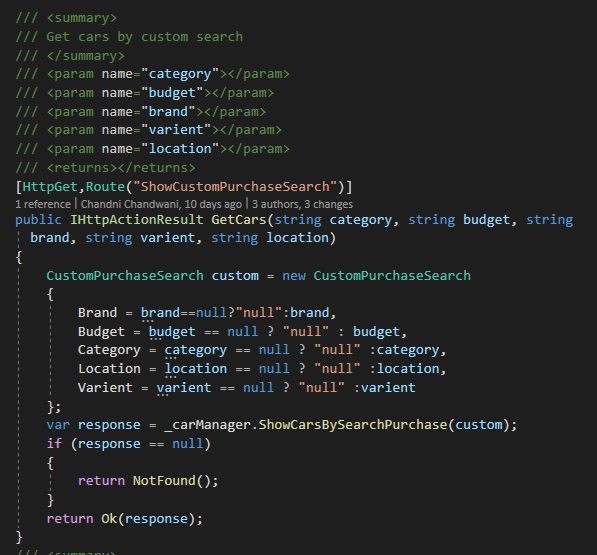 /// <summary>
/// Get cars by custom search
/// </summary>
/// <param name="category"></param>
/// <param name="budget"></param>
/// <param name="brand"></param>
/// <param name="varient"></param>
/// <param name="location"></param>
/// <returns></returns>
[HttpGet,Route("ShowCustomPurchaseSearch")]
1 reference | Chandni Chandwani, 10 days ago | 3 authors, 3 changes
public IHttpActionResult GetCars(string category, string budget, string
brand, string varient, string location)
{
CustomPurchaseSearch custom = new CustomPurchaseSearch
{
Brand = brand==null?"null":brand,
Budget = budget == null ? "null" : budget,
Category = category == null ? "null" :category,
Location = location == null ? "null" :location,
Varient = varient == null ? "null" :varient
};
var response = _carManager.ShowCarsBySearchPurchase(custom);
if (response == null)
{
return NotFound();
}
return Ok(response);
}
/// <summary>